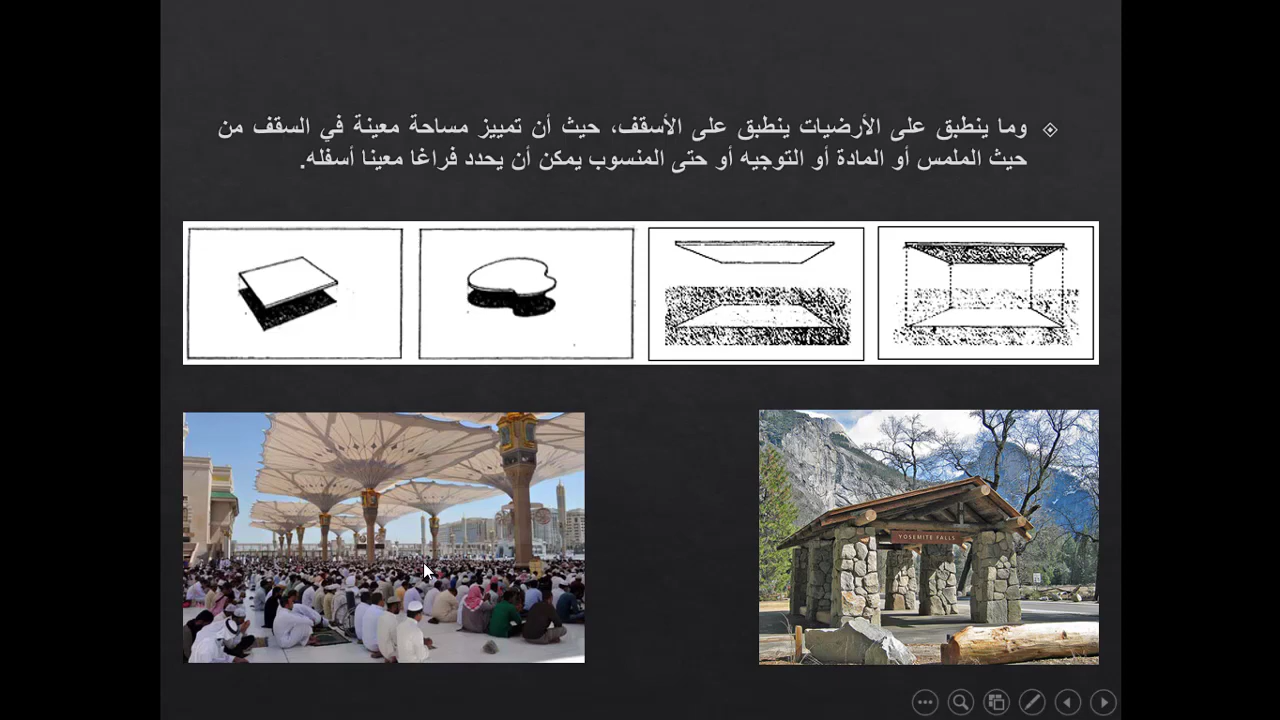 وما ينطبق على الأرضيات ينطبق على الأسقف، حيث أن تمييز مساحة معينة في السقف من
حيث الملمس أو المادة أو التوجيه أو حتى المنسوب يمكن أن يحدد فراغا معينا أسفله.
YOSEMITE FALLS